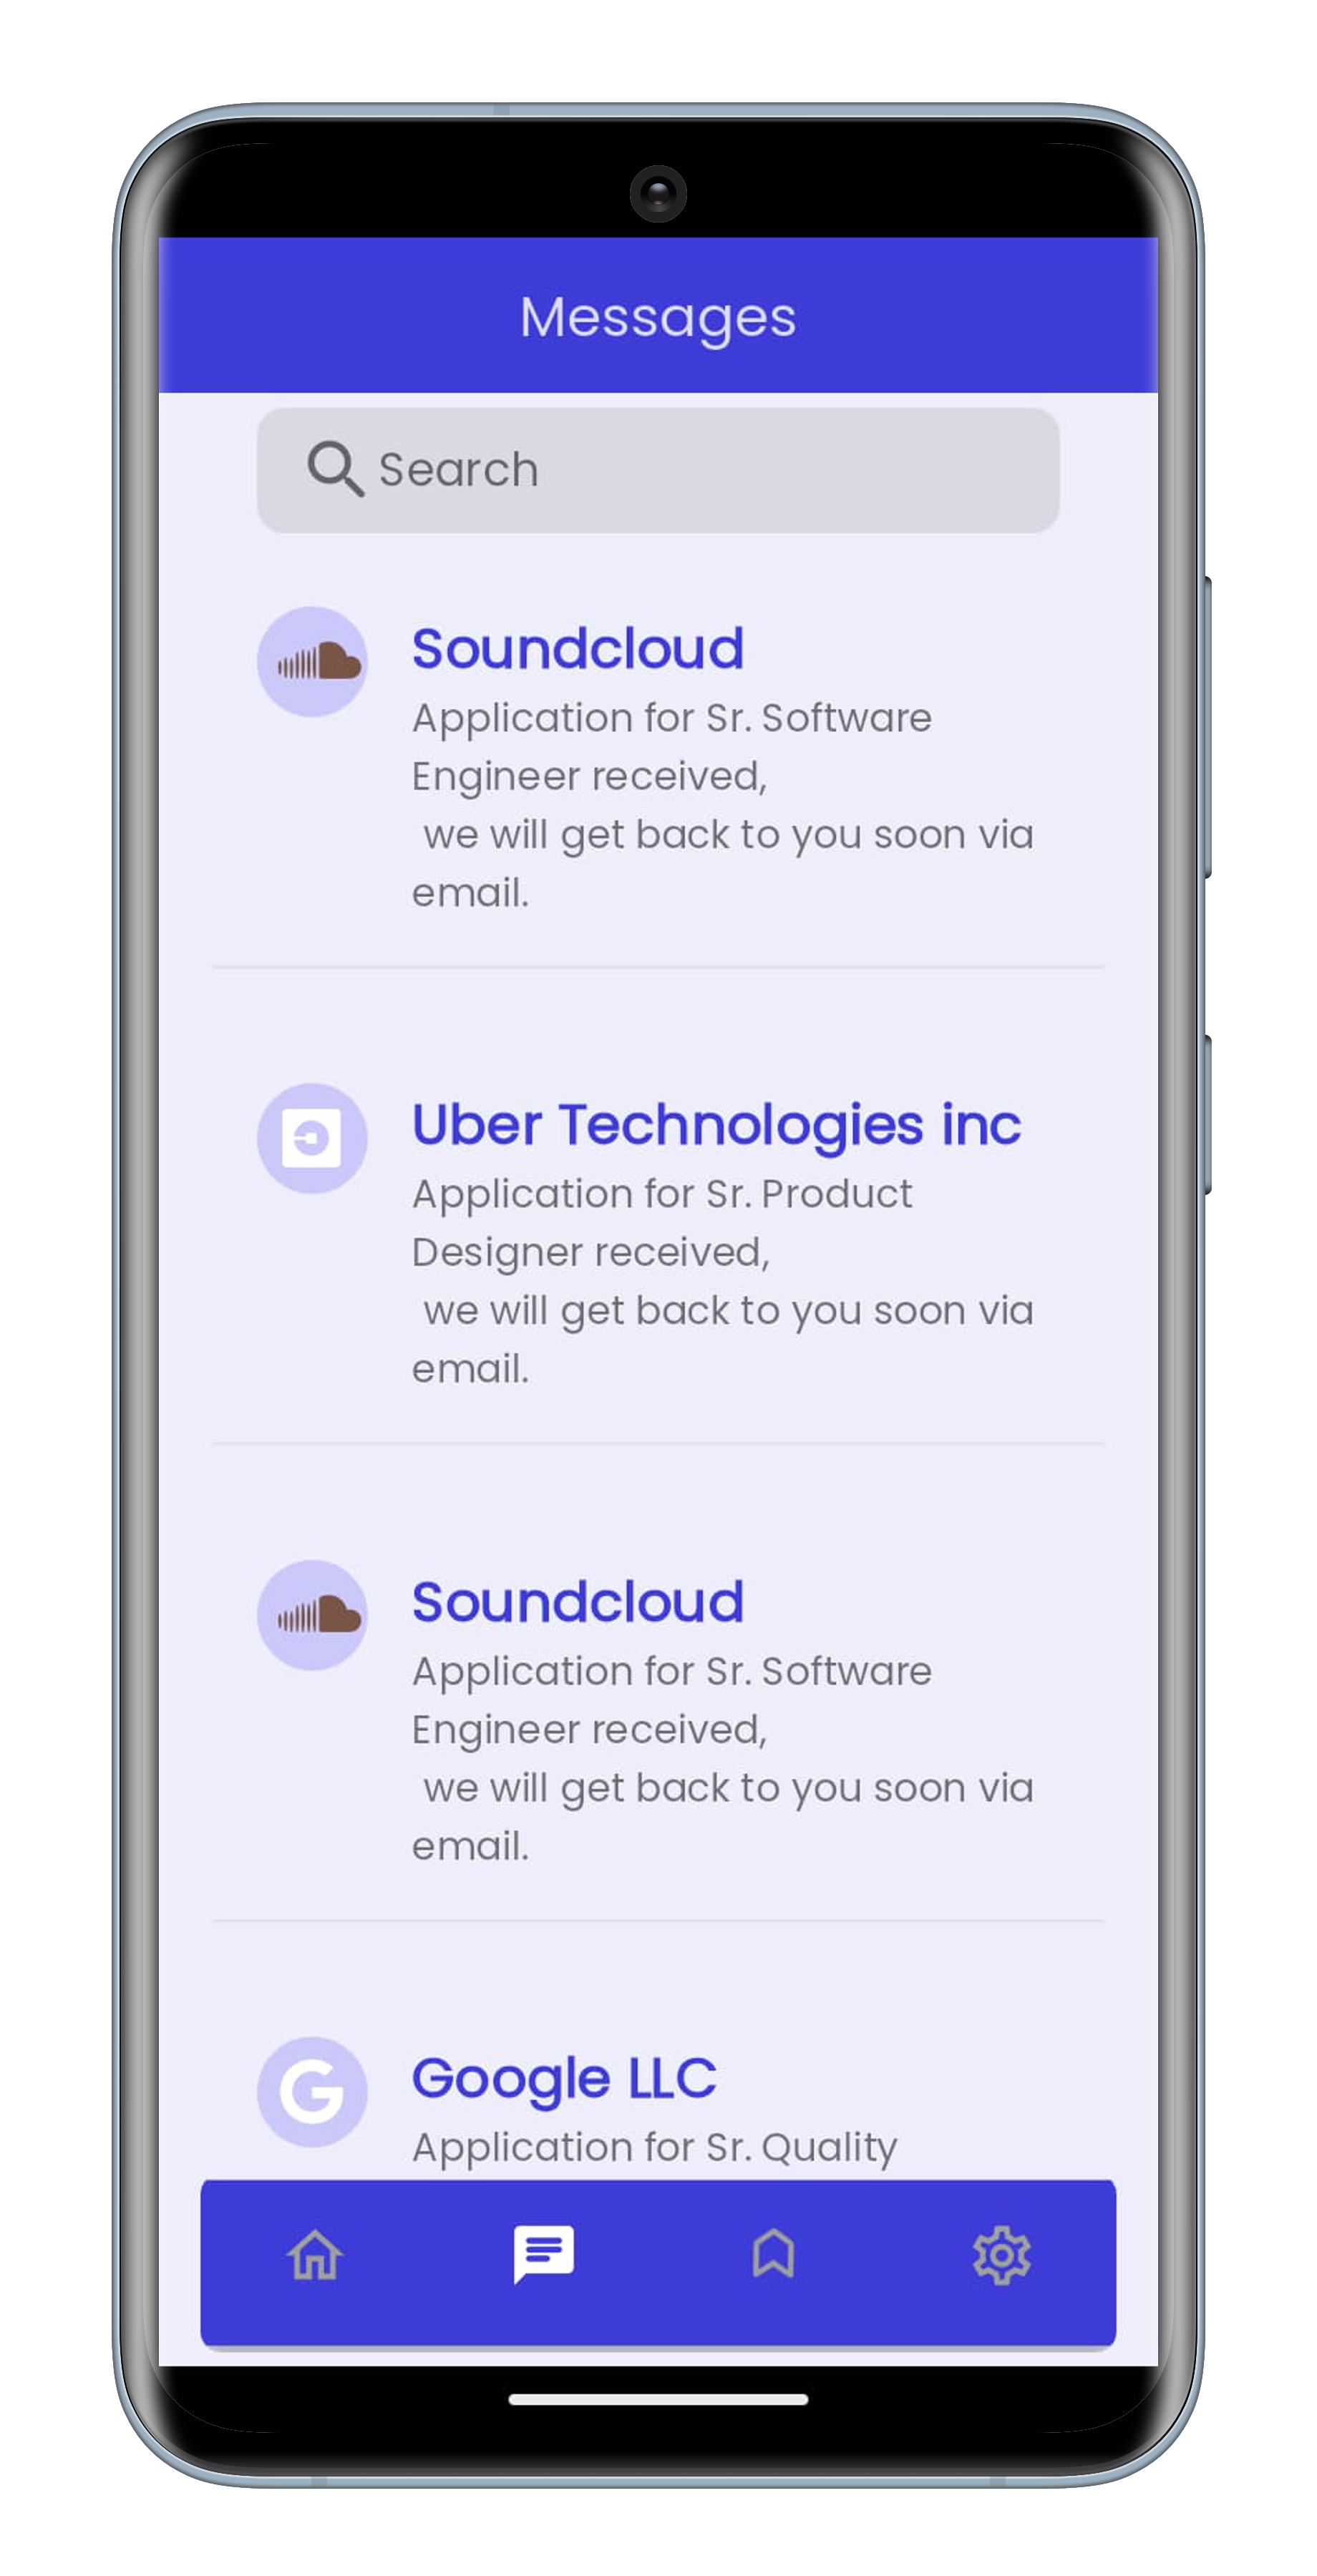 Messages
Search
Soundcloud
Application for Sr. Software
Engineer received,
we will get back to you soon via
email.
Uber Technologies inc
Application for Sr. Product
Designer received,
we will get back to you soon via
email.
Soundcloud
Application for Sr. Software
Engineer received,
we will get back to you soon via
email.
G
Google LLC
Application for Sr. Quality